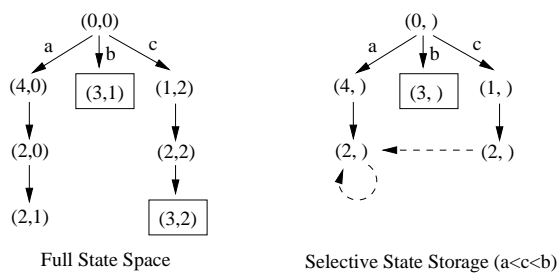 (0,0)
a b c
(4,0) (3,1) (1,2)
(2,0) (2,2)
(2,1) (3,2)
Full State Space
(0, )
a b c
(4, ) (3, ) (1, )
(2, ) (2, )
Selective State Storage (a<c<b)